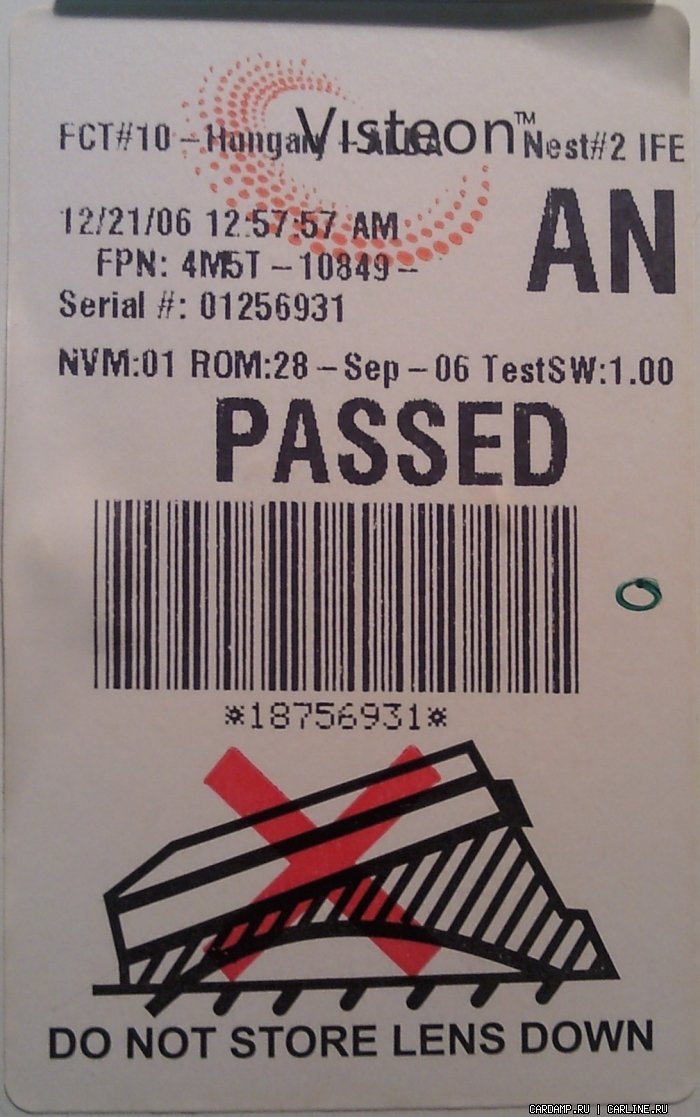 Visteon™
FCT#10 – Hungary – ALBA Nest#2 IFE
AN
12/21/06 12:57:57 AM
FPN: 4M5T – 10849 –
Serial #: 01256931
NVM:01 ROM:28 – Sep – 06 TestSW:1.00
PASSED
*18756931*
DO NOT STORE LENS DOWN
CARDAMP.RU | CARLINE.RU